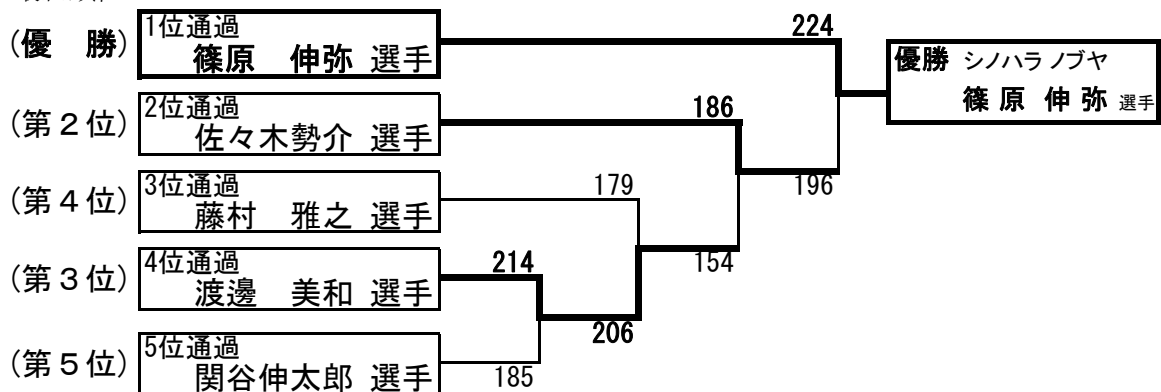 (優　勝) 1位通過 224
篠原　伸弥 選手
優勝 シノハラ ノブヤ
篠 原 伸 弥 選手
(第２位) 2位通過 186
佐々木勢介 選手
196
(第４位) 3位通過 179
藤村　雅之 選手
154
(第３位) 4位通過 214
渡邊　美和 選手
206
(第５位) 5位通過
関谷伸太郎 選手 185